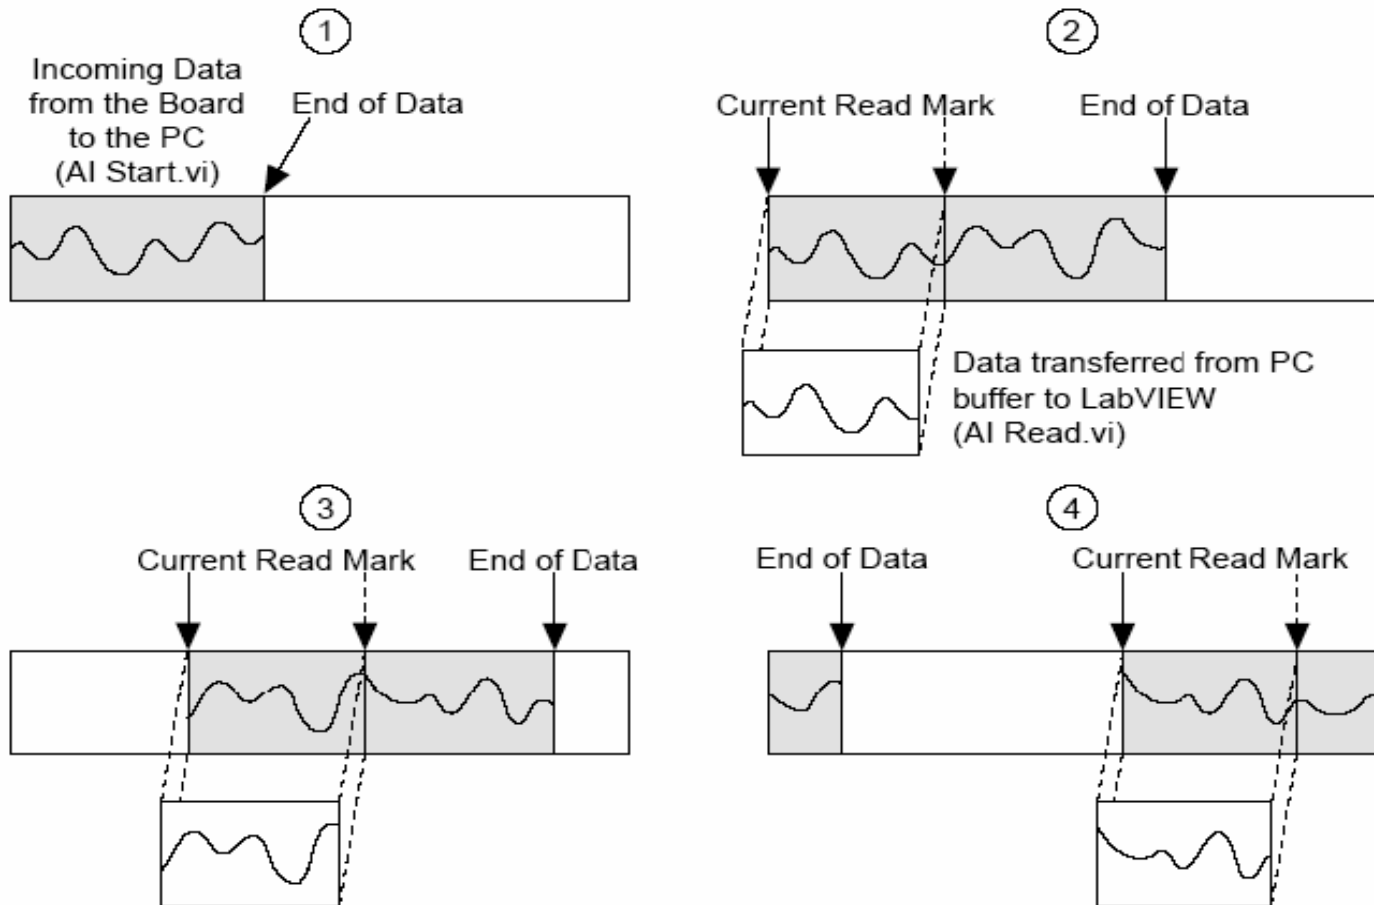 1
Incoming Data
from the Board
to the PC
(AI Start.vi)
End of Data
2
Current Read Mark
End of Data
Data transferred from PC
buffer to LabVIEW
(AI Read.vi)
3
Current Read Mark
End of Data
4
End of Data
Current Read Mark